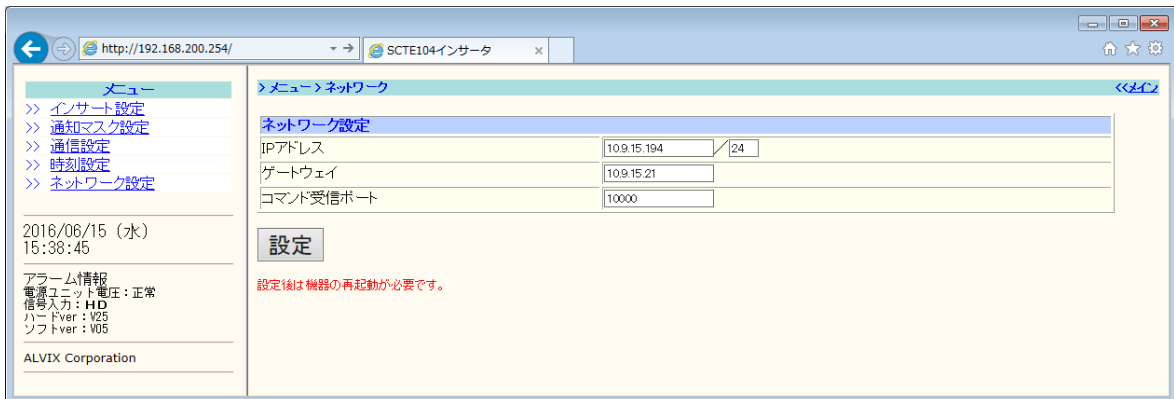 http://192.168.200.254/
SCTE104インサータ
メニュー
>> インサート設定
>> 通知マスク設定
>> 通信設定
>> 時刻設定
>> ネットワーク設定
2016/06/15 (水)
15:38:45
アラーム情報
電源ユニット電圧:正常
信号入力:HD
ハードver:V25
ソフトver:V05
ALVIX Corporation
> メニュー > ネットワーク
<<メイン
ネットワーク設定
IPアドレス 10.9.15.194 / 24
ゲートウェイ 10.9.15.21
コマンド受信ポート 10000
設定
設定後は機器の再起動が必要です。